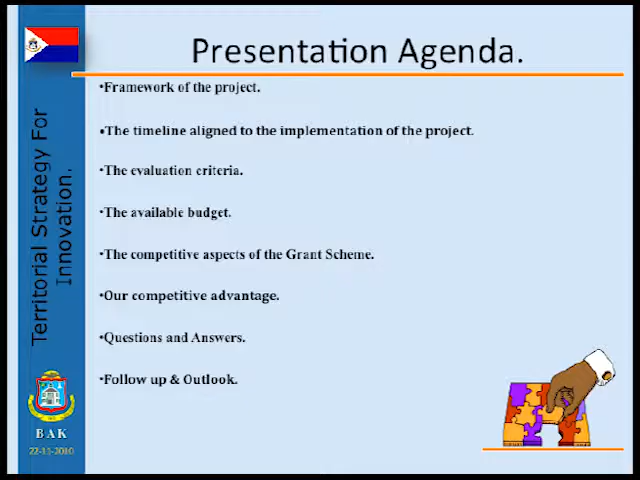 Presentation Agenda.
•Framework of the project.
•The timeline aligned to the implementation of the project.
•The evaluation criteria.
•The available budget.
•The competitive aspects of the Grant Scheme.
•Our competitive advantage.
•Questions and Answers.
•Follow up & Outlook.
Territorial Strategy For
Innovation.
BAK
22-11-2010